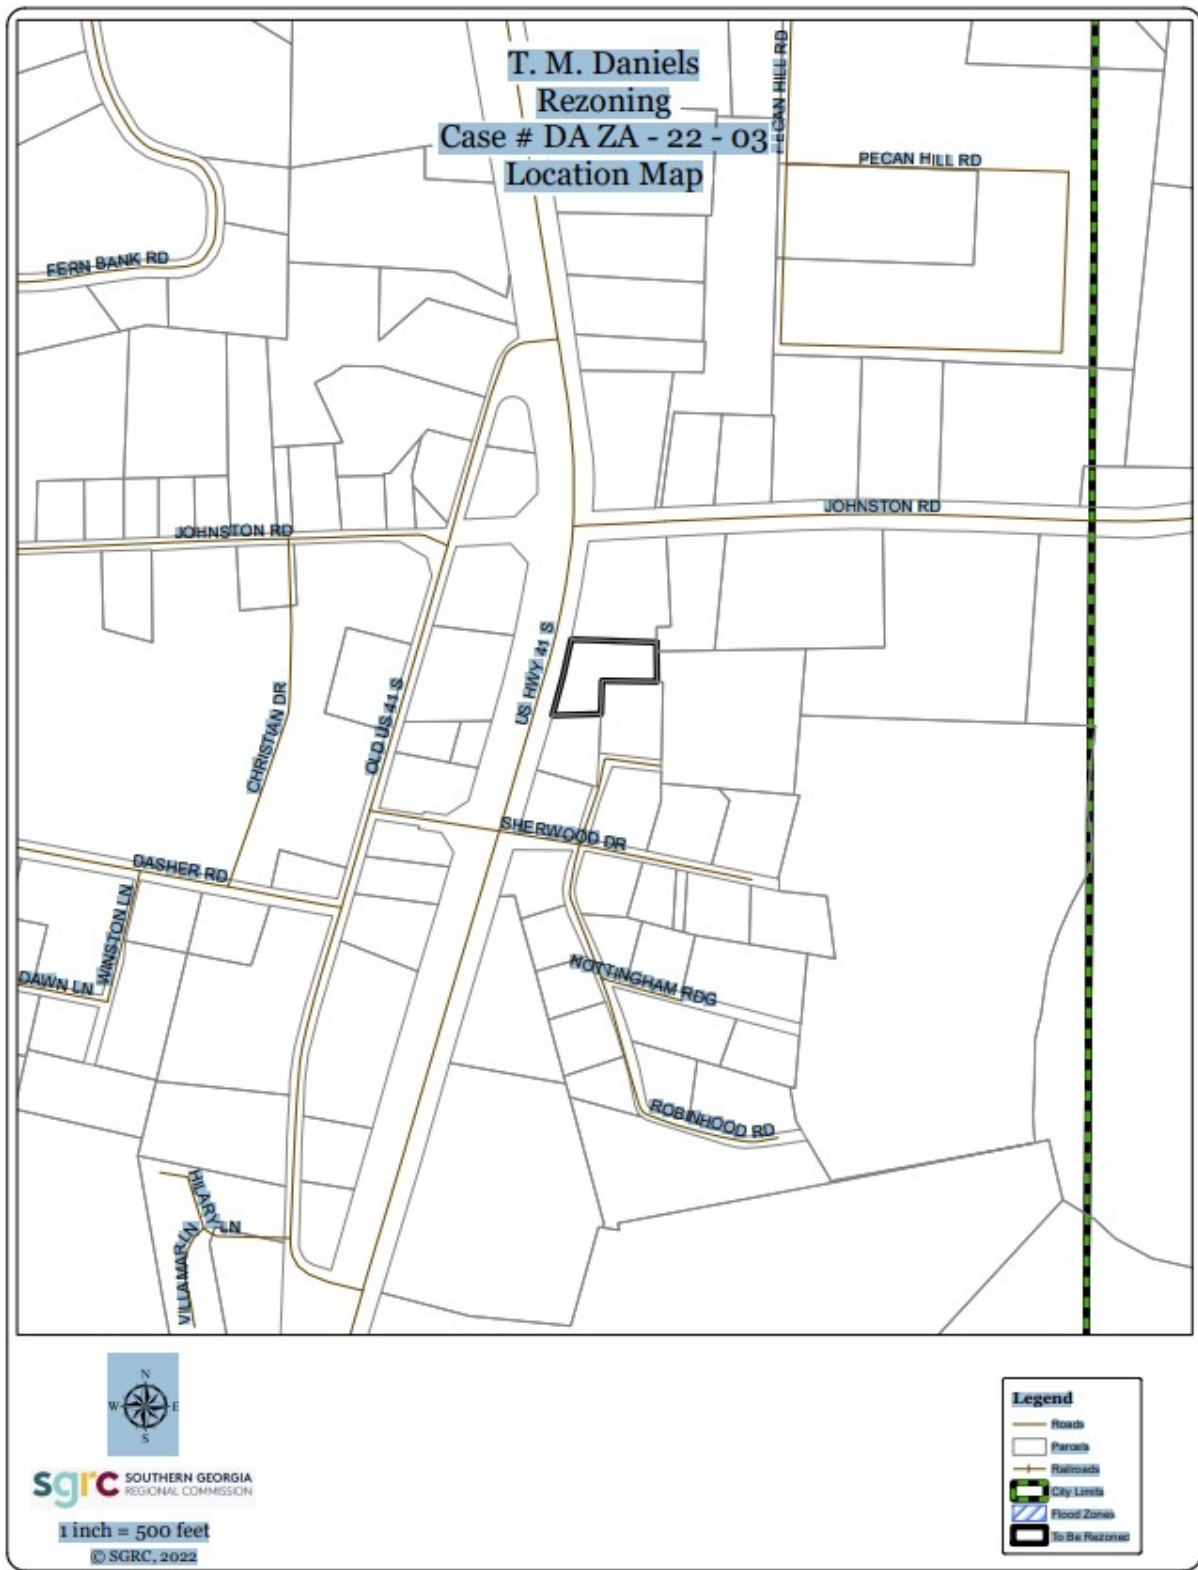 T. M. Daniels
Rezoning
Case # DA ZA - 22 - 03
Location Map
PECAN HILL RD
PECAN HILL RD
FERN BANK RD
JOHNSTON RD
JOHNSTON RD
US HWY 41 S
OLD US 41 S
CHRISTIAN DR
SHERWOOD DR
DASHER RD
WINSTON LN
DAWN LN
NOTTINGHAM RDG
ROBINHOOD RD
HILARY LN
VILLAMAR LN
N
W E
S
sgrc SOUTHERN GEORGIA
REGIONAL COMMISSION
1 inch = 500 feet
© SGRC, 2022
Legend
Roads
Parcels
Railroads
City Limits
Flood Zones
To Be Rezoned